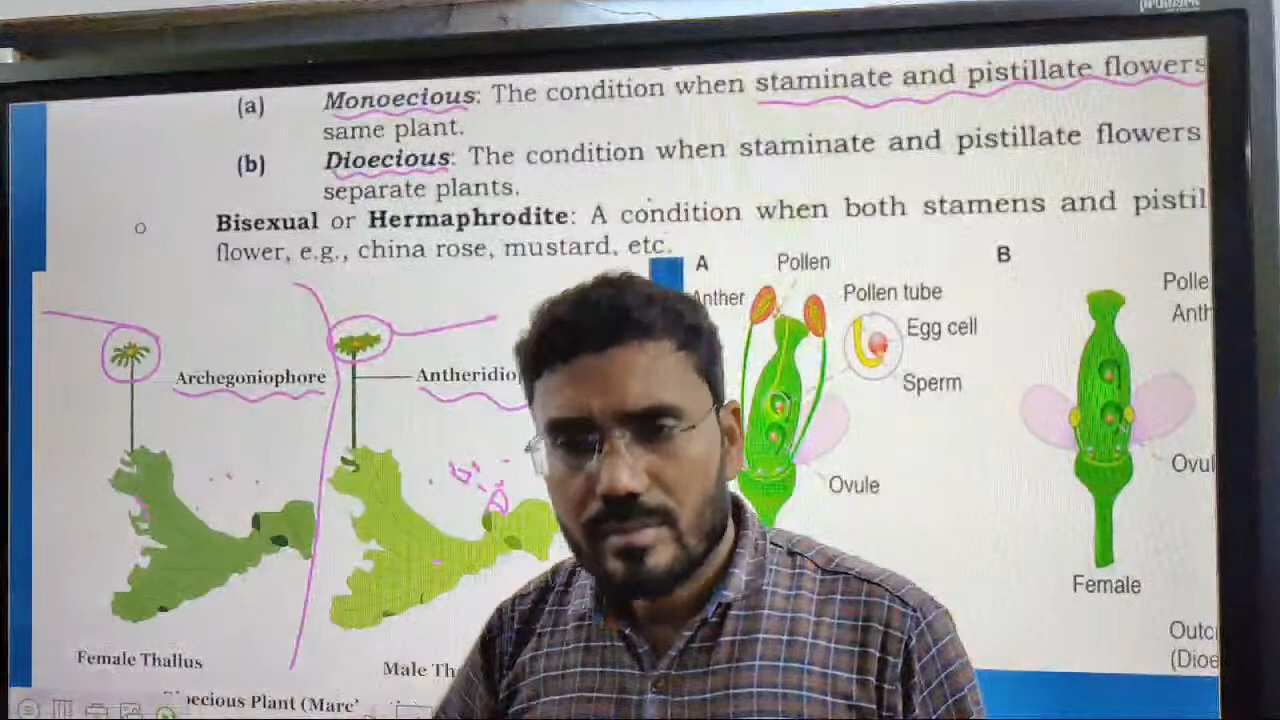 (a) Monoecious: The condition when staminate and pistillate flowers
same plant.
(b) Dioecious: The condition when staminate and pistillate flowers
separate plants.
Bisexual or Hermaphrodite: A condition when both stamens and pistil
flower, e.g., china rose, mustard, etc.
A
Pollen
B
Anther
Pollen tube
Egg cell
Sperm
Ovule
Archegoniophore
Female Thallus
Male Th
Female